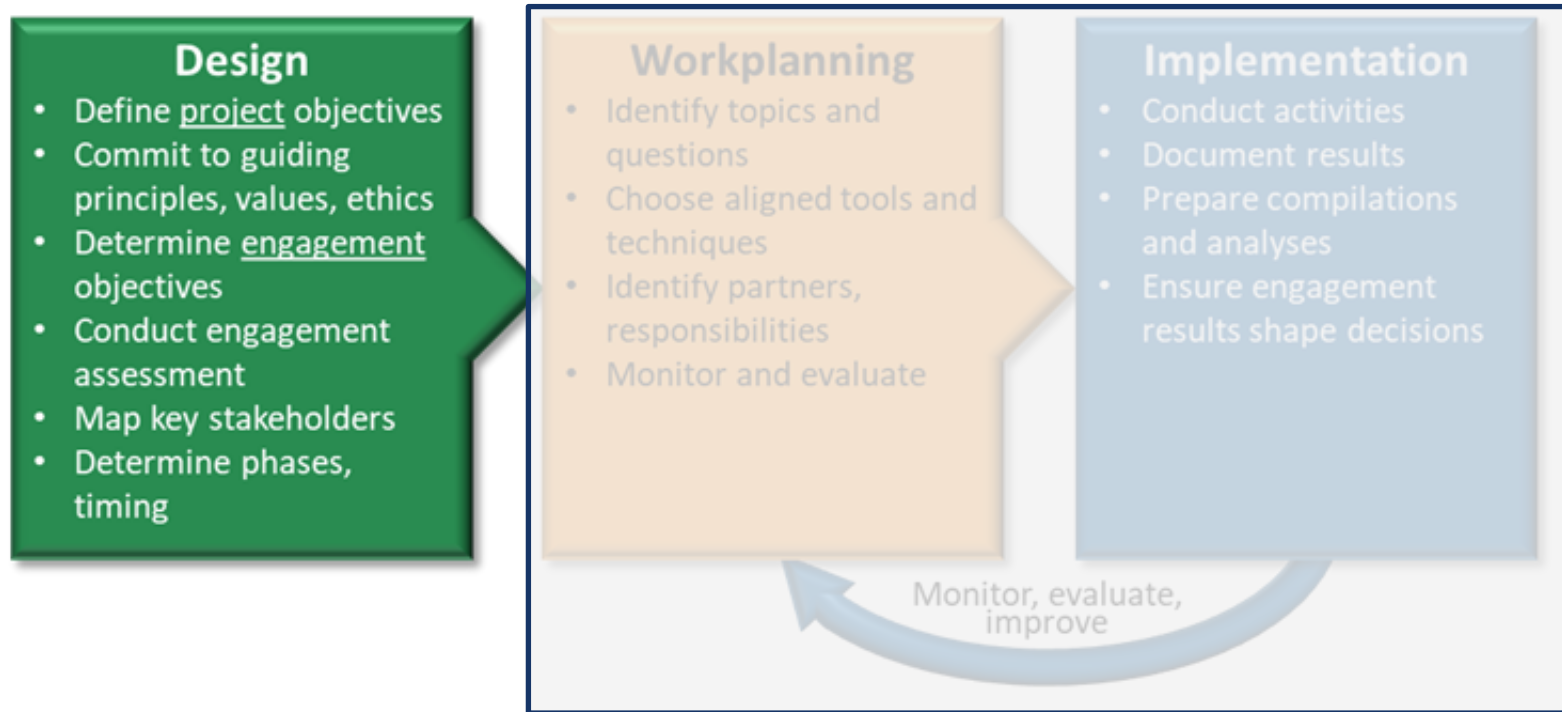 Design
• Define project objectives
• Commit to guiding
principles, values, ethics
• Determine engagement
objectives
• Conduct engagement
assessment
• Map key stakeholders
• Determine phases,
timing
Workplanning
• Identify topics and
questions
• Choose aligned tools and
techniques
• Identify partners,
responsibilities
• Monitor and evaluate
Implementation
• Conduct activities
• Document results
• Prepare compilations
and analyses
• Ensure engagement
results shape decisions
Monitor, evaluate,
improve